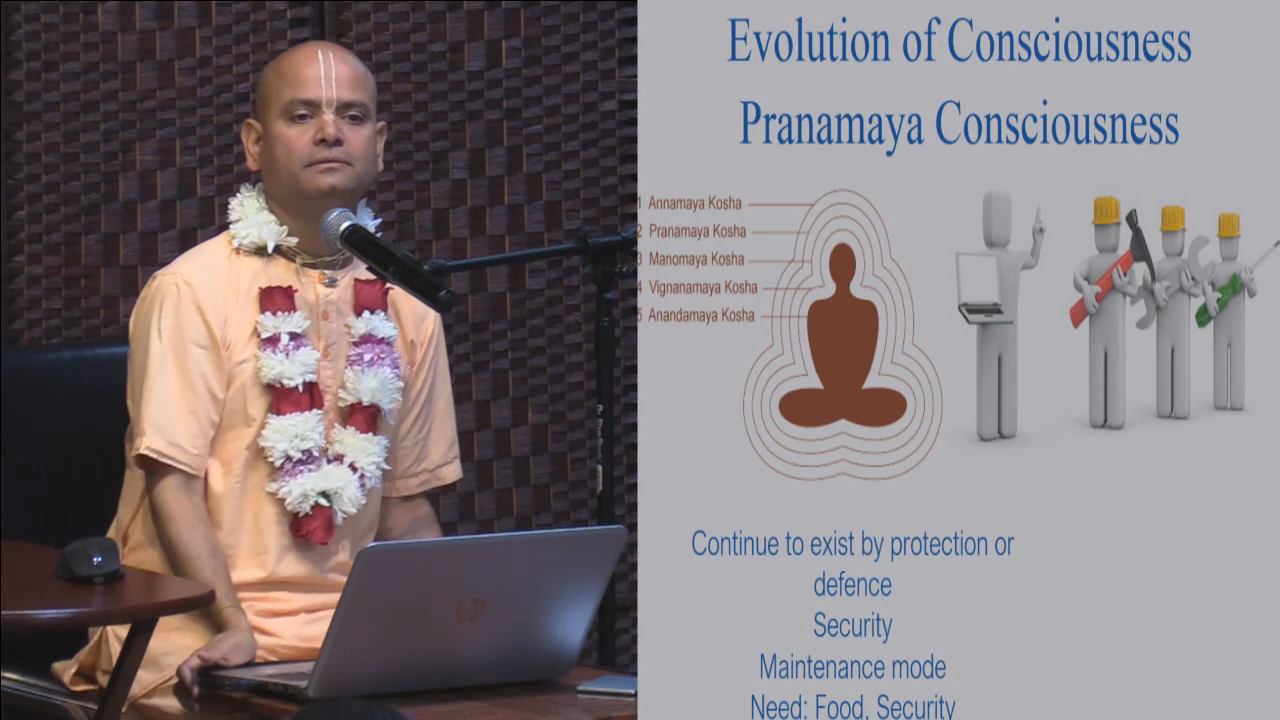 Evolution of Consciousness
Pranamaya Consciousness
1 Annamaya Kosha
2 Pranamaya Kosha
3 Manomaya Kosha
4 Vignanamaya Kosha
5 Anandamaya Kosha
Continue to exist by protection or
defence
Security
Maintenance mode
Need: Food, Security